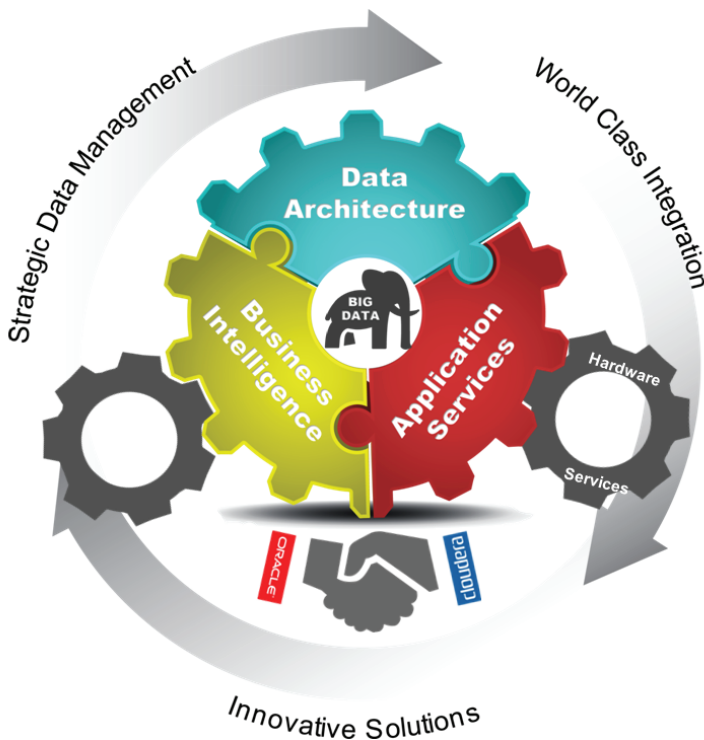 Strategic Data Management
World Class Integration
Data
Architecture
BIG
DATA
Business
Intelligence
Application
Services
Hardware
Services
ORACLE
cloudera
Innovative Solutions